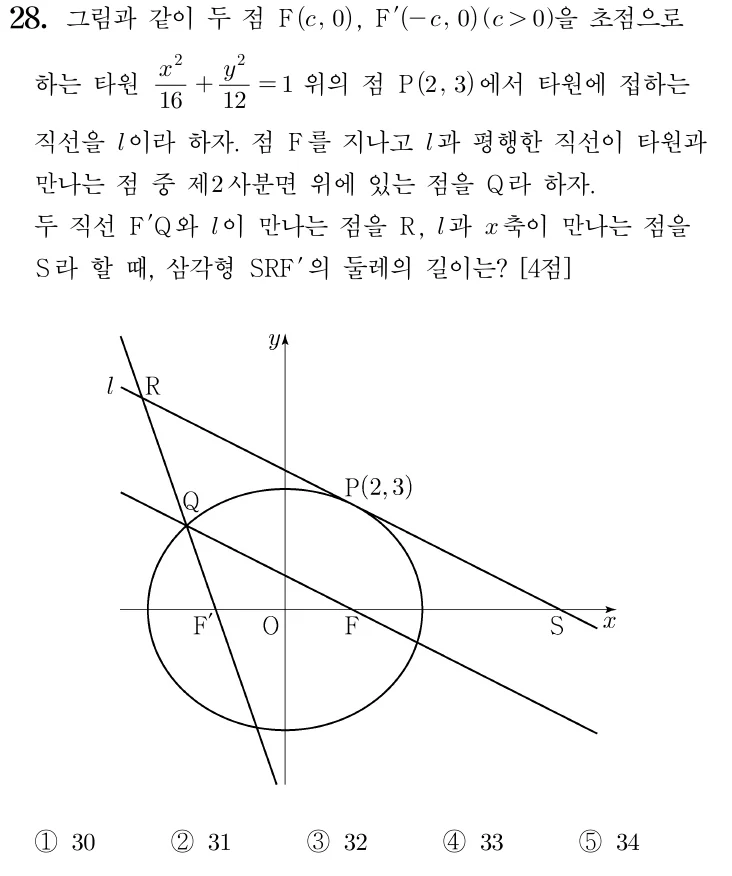 28. 그림과 같이 두 점 F(c, 0), F′(−c, 0)(c>0)을 초점으로
하는 타원 x²/16 + y²/12 = 1 위의 점 P(2, 3)에서 타원에 접하는
직선을 l이라 하자. 점 F를 지나고 l과 평행한 직선이 타원과
만나는 점 중 제2사분면 위에 있는 점을 Q라 하자.
두 직선 F′Q와 l이 만나는 점을 R, l과 x축이 만나는 점을
S라 할 때, 삼각형 SRF′의 둘레의 길이는? [4점]
y
l R
P(2, 3)
Q
F′ O F S x
① 30 ② 31 ③ 32 ④ 33 ⑤ 34